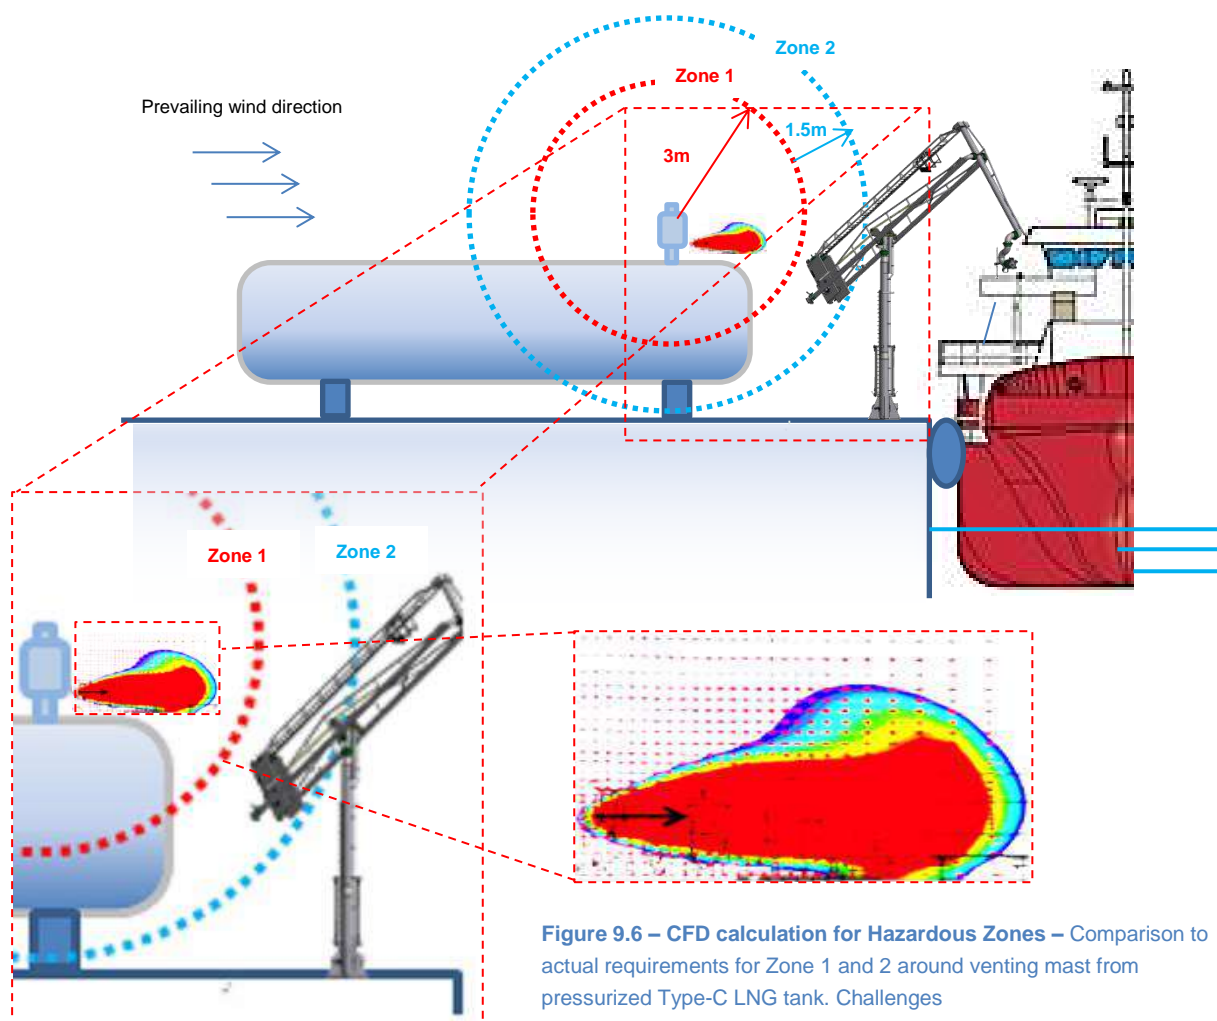 Zone 2
Zone 1
Prevailing wind direction
1.5m
3m
Zone 1
Zone 2
Figure 9.6 – CFD calculation for Hazardous Zones – Comparison to
actual requirements for Zone 1 and 2 around venting mast from
pressurized Type-C LNG tank. Challenges